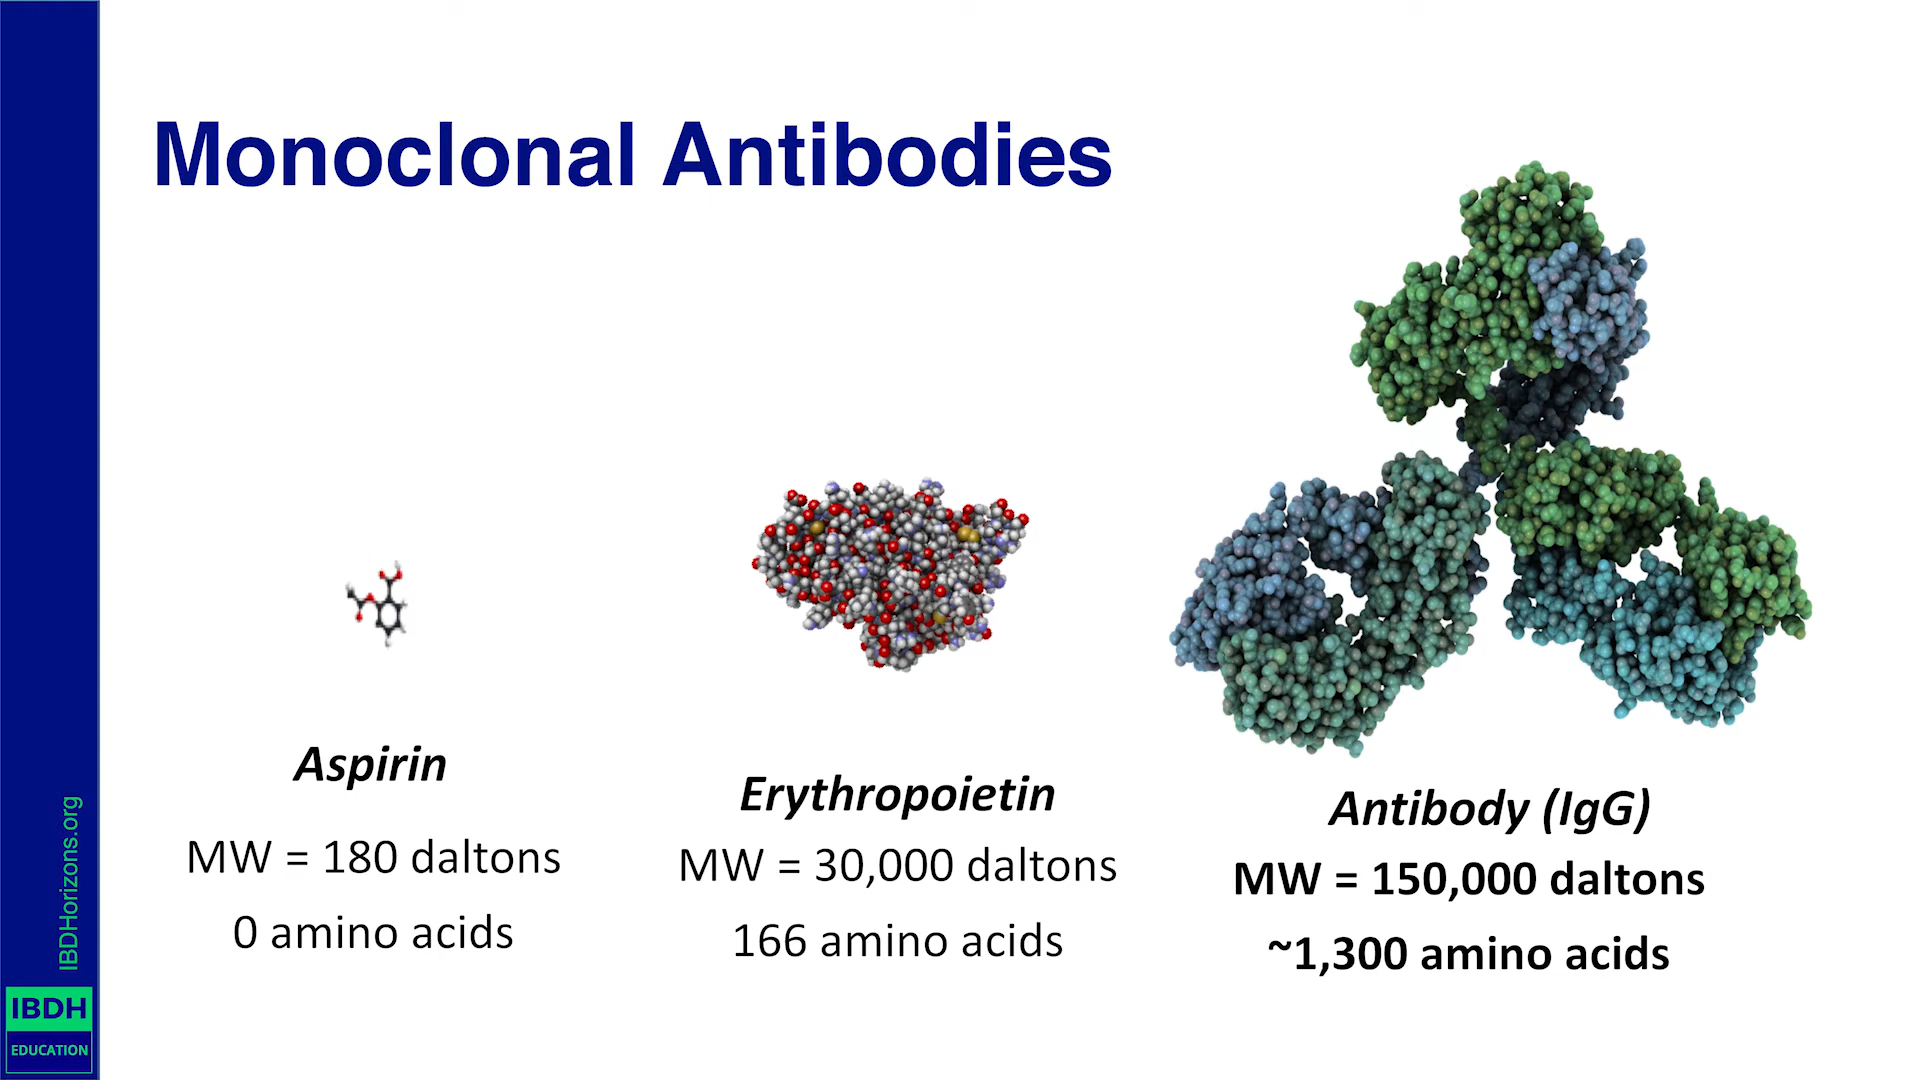 Monoclonal Antibodies
Aspirin
MW = 180 daltons
0 amino acids
Erythropoietin
MW = 30,000 daltons
166 amino acids
Antibody (IgG)
MW = 150,000 daltons
~1,300 amino acids
IBDHorizons.org
IBDH
EDUCATION